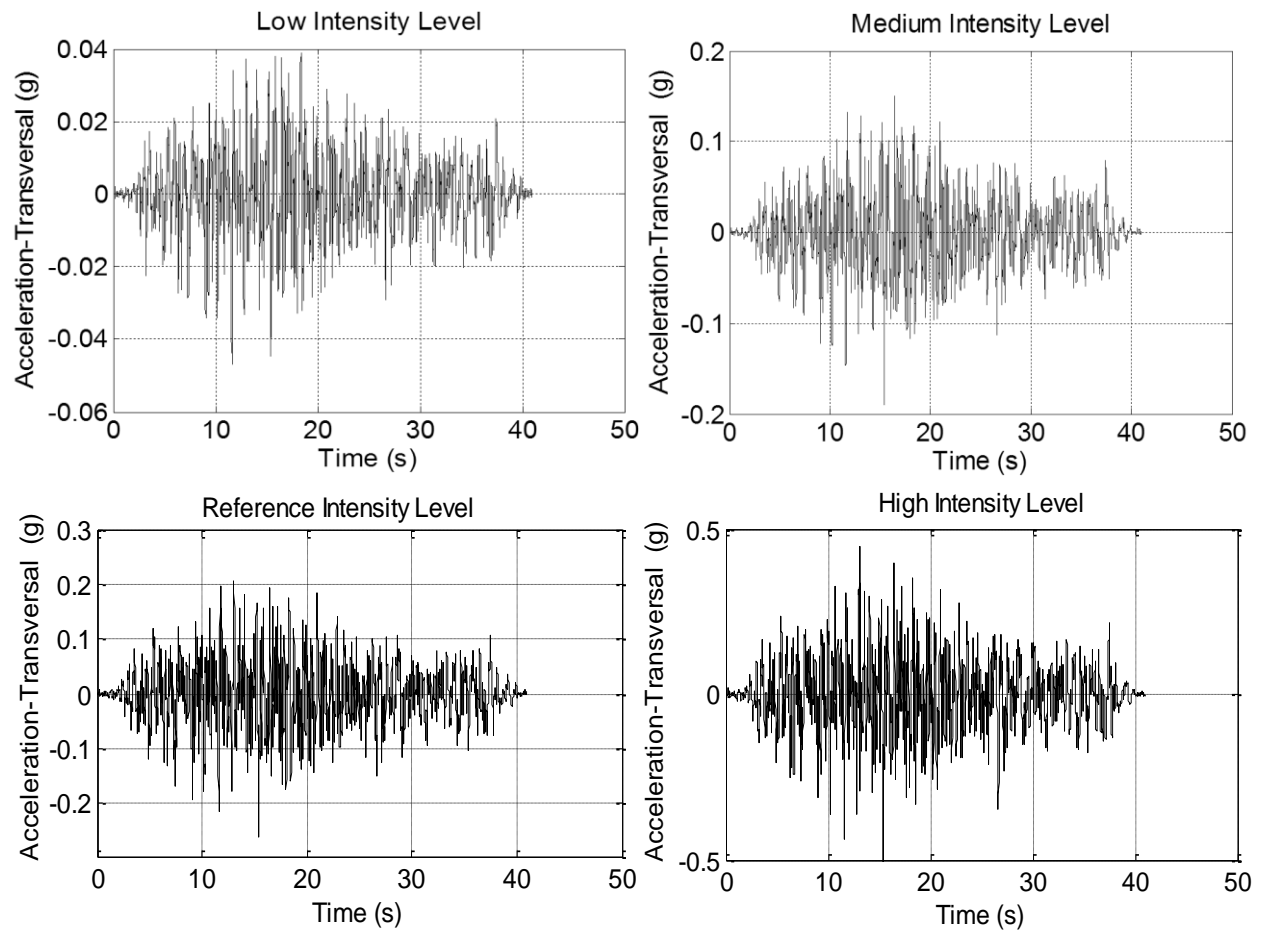 Low Intensity Level
Acceleration-Transversal (g)
0.04
0.02
0
-0.02
-0.04
-0.06
0 10 20 30 40 50
Time (s)
Medium Intensity Level
Acceleration-Transversal (g)
0.2
0.1
0
-0.1
-0.2
0 10 20 30 40 50
Time (s)
Reference Intensity Level
Acceleration-Transversal (g)
0.3
0.2
0.1
0
-0.1
-0.2
0 10 20 30 40 50
Time (s)
High Intensity Level
Acceleration-Transversal (g)
0.5
0
-0.5
0 10 20 30 40 50
Time (s)